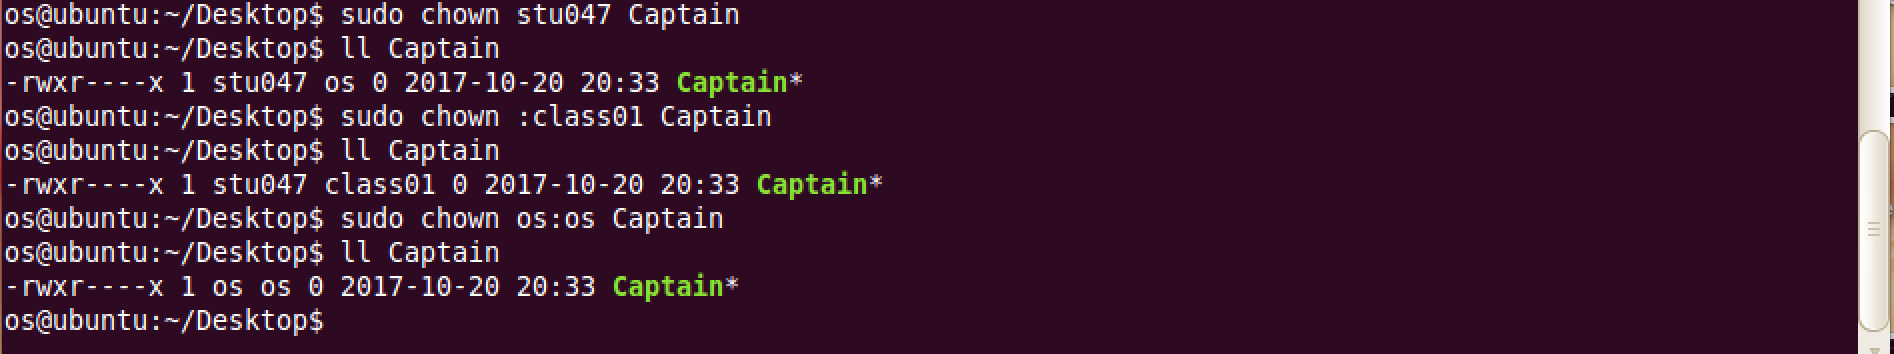 os@ubuntu:~/Desktop$ sudo chown stu047 Captain
os@ubuntu:~/Desktop$ ll Captain
-rwxr----x 1 stu047 os 0 2017-10-20 20:33 Captain*
os@ubuntu:~/Desktop$ sudo chown :class01 Captain
os@ubuntu:~/Desktop$ ll Captain
-rwxr----x 1 stu047 class01 0 2017-10-20 20:33 Captain*
os@ubuntu:~/Desktop$ sudo chown os:os Captain
os@ubuntu:~/Desktop$ ll Captain
-rwxr----x 1 os os 0 2017-10-20 20:33 Captain*
os@ubuntu:~/Desktop$